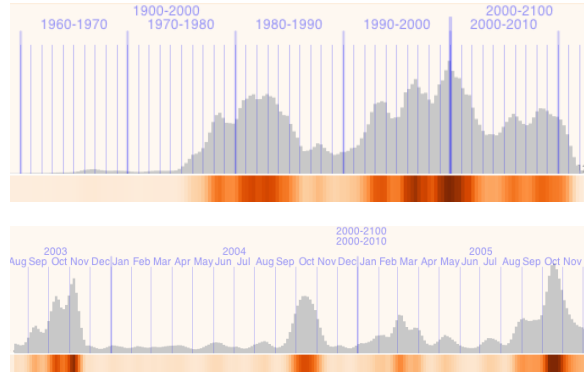 1900-2000 2000-2100
1960-1970 1970-1980 1980-1990 1990-2000 2000-2010
2000-2100
2003 2004 2000-2010 2005
Aug Sep Oct Nov Dec Jan Feb Mar Apr May Jun Jul Aug Sep Oct Nov Dec Jan Feb Mar Apr May Jun Jul Aug Sep Oct Nov